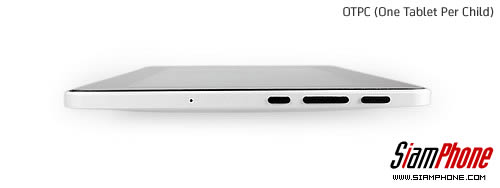 OTPC (One Tablet Per Child)
SiamPhone
WWW.SIAMPHONE.COM